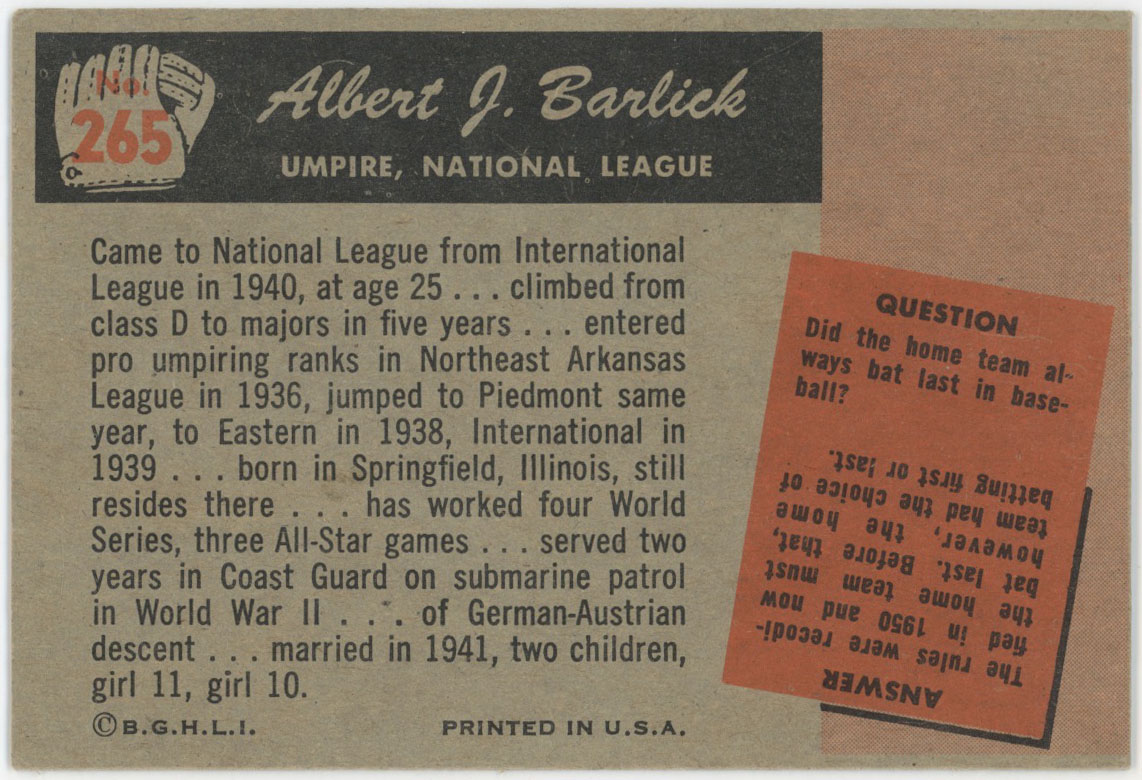 No.
265
Albert J. Barlick
UMPIRE, NATIONAL LEAGUE
Came to National League from International
League in 1940, at age 25 . . . climbed from
class D to majors in five years . . . entered
pro umpiring ranks in Northeast Arkansas
League in 1936, jumped to Piedmont same
year, to Eastern in 1938, International in
1939 . . . born in Springfield, Illinois, still
resides there . . . has worked four World
Series, three All-Star games . . . served two
years in Coast Guard on submarine patrol
in World War II . . . of German-Austrian
descent . . . married in 1941, two children,
girl 11, girl 10.
©B.G.H.L.I. PRINTED IN U.S.A.
QUESTION
Did the home team al-
ways bat last in base-
ball?
ANSWER
The rules were recodi-
fied in 1950 and now
the home team must
bat last. Before that,
however, the home
team had the choice of
batting first or last.